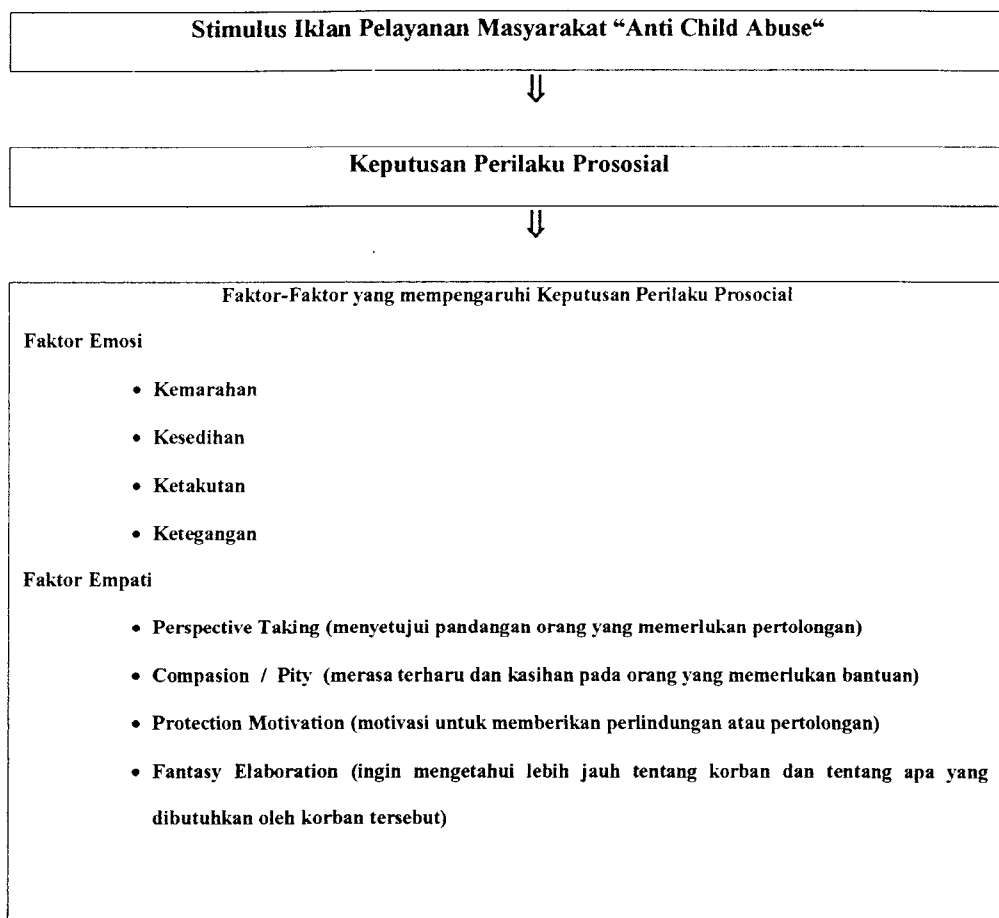 Stimulus Iklan Pelayanan Masyarakat “Anti Child Abuse“
⇓
Keputusan Perilaku Prososial
⇓
Faktor-Faktor yang mempengaruhi Keputusan Perilaku Prosocial
Faktor Emosi
• Kemarahan
• Kesedihan
• Ketakutan
• Ketegangan
Faktor Empati
• Perspective Taking (menyetujui pandangan orang yang memerlukan pertolongan)
• Compasion / Pity (merasa terharu dan kasihan pada orang yang memerlukan bantuan)
• Protection Motivation (motivasi untuk memberikan perlindungan atau pertolongan)
• Fantasy Elaboration (ingin mengetahui lebih jauh tentang korban dan tentang apa yang
dibutuhkan oleh korban tersebut)